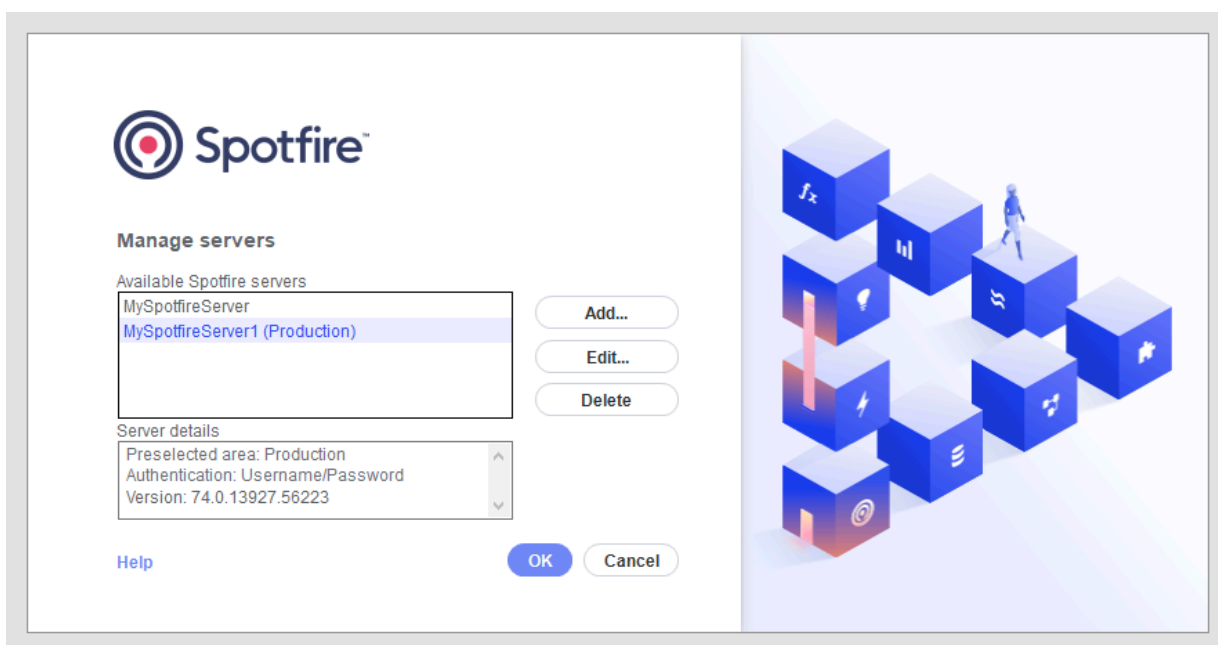 Spotfire™
Manage servers
Available Spotfire servers
MySpotfireServer
MySpotfireServer1 (Production)
Add...
Edit...
Delete
Server details
Preselected area: Production
Authentication: Username/Password
Version: 74.0.13927.56223
Help
OK
Cancel
fx